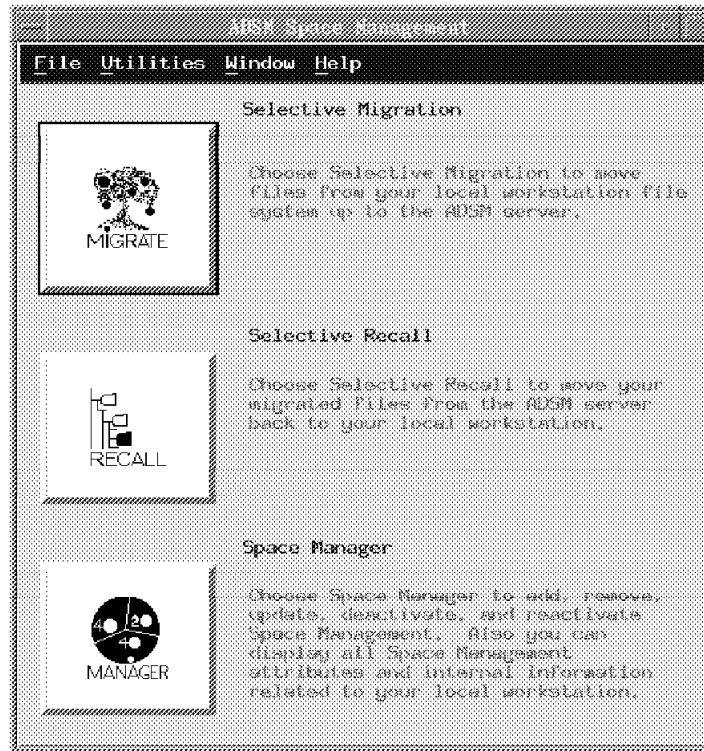 ADSM Space Management
File Utilities Window Help
Selective Migration
Choose Selective Migration to move
files from your local workstation file
system up to the ADSM server.
MIGRATE
Selective Recall
Choose Selective Recall to move your
migrated files from the ADSM server
back to your local workstation.
RECALL
Space Manager
Choose Space Manager to add, remove,
update, deactivate, and reactivate
Space Management. Also you can
display all Space Management
attributes and internal information
related to your local workstation.
40 20
40
MANAGER